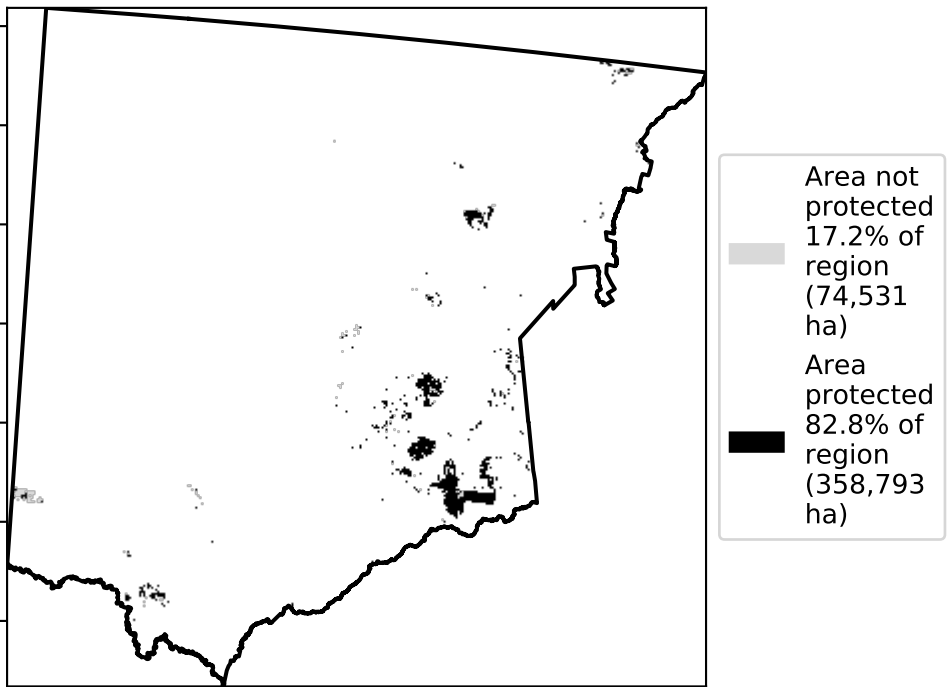 Area not
protected
17.2% of
region
(74,531
ha)
Area
protected
82.8% of
region
(358,793
ha)